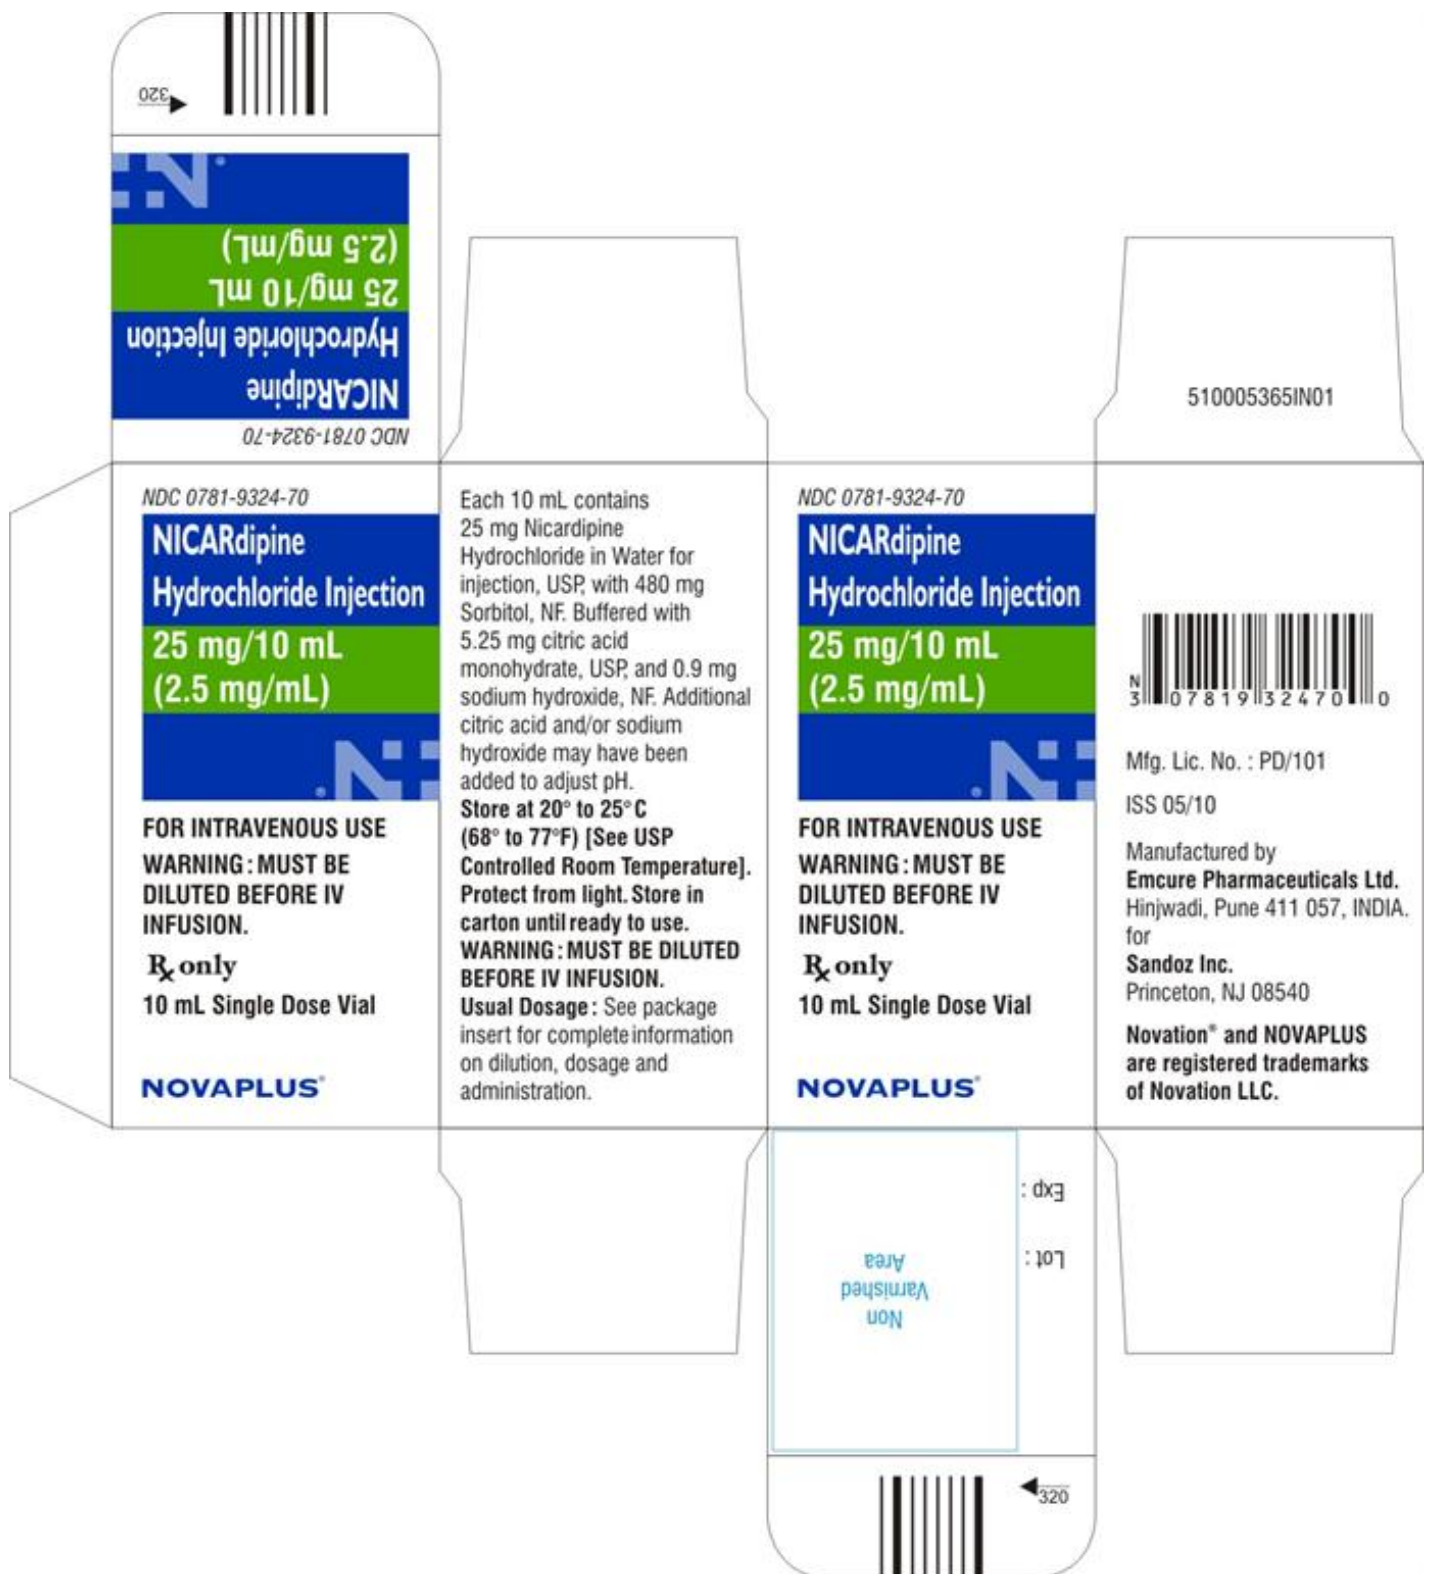 320
(2.5 mg/mL)
25 mg/10 mL
Hydrochloride Injection
NICARdipine
NDC 0781-9324-70
510005365IN01
NDC 0781-9324-70
NICARdipine
Hydrochloride Injection
25 mg/10 mL
(2.5 mg/mL)
FOR INTRAVENOUS USE
WARNING : MUST BE
DILUTED BEFORE IV
INFUSION.
Rx only
10 mL Single Dose Vial
NOVAPLUS®
Each 10 mL contains
25 mg Nicardipine
Hydrochloride in Water for
injection, USP, with 480 mg
Sorbitol, NF. Buffered with
5.25 mg citric acid
monohydrate, USP, and 0.9 mg
sodium hydroxide, NF. Additional
citric acid and/or sodium
hydroxide may have been
added to adjust pH.
Store at 20° to 25° C
(68° to 77°F) [See USP
Controlled Room Temperature].
Protect from light. Store in
carton until ready to use.
WARNING : MUST BE DILUTED
BEFORE IV INFUSION.
Usual Dosage : See package
insert for complete information
on dilution, dosage and
administration.
NDC 0781-9324-70
NICARdipine
Hydrochloride Injection
25 mg/10 mL
(2.5 mg/mL)
FOR INTRAVENOUS USE
WARNING : MUST BE
DILUTED BEFORE IV
INFUSION.
Rx only
10 mL Single Dose Vial
NOVAPLUS®
N
3 07819 32470 0
Mfg. Lic. No. : PD/101
ISS 05/10
Manufactured by
Emcure Pharmaceuticals Ltd.
Hinjwadi, Pune 411 057, INDIA.
for
Sandoz Inc.
Princeton, NJ 08540
Novation® and NOVAPLUS
are registered trademarks
of Novation LLC.
Lot :
Exp :
Non
Varnished
Area
320